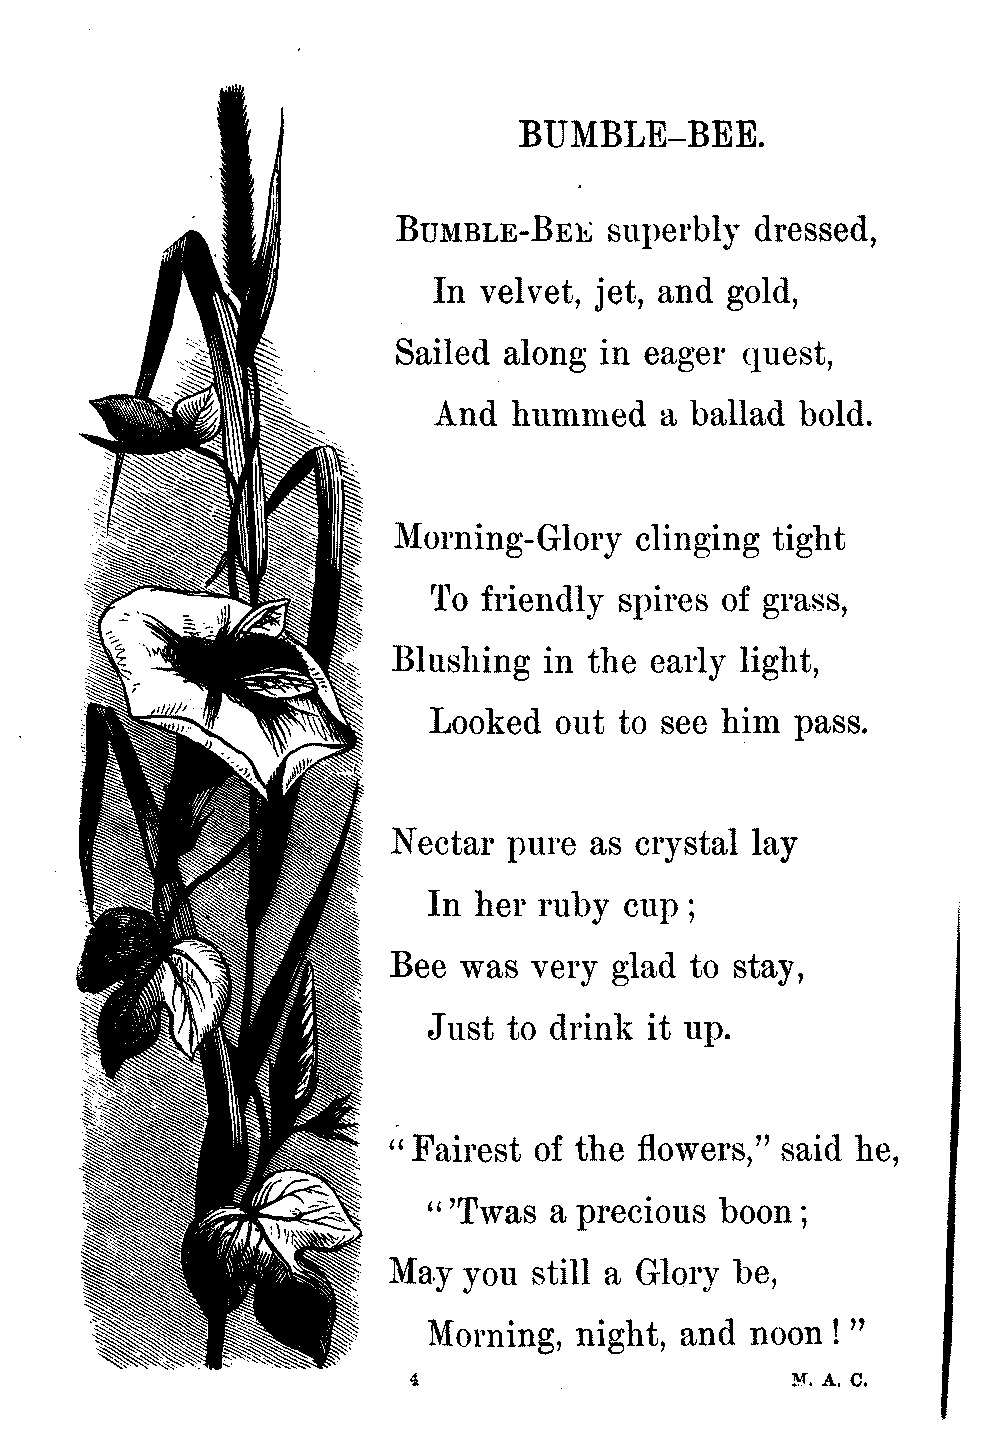 BUMBLE–BEE.
BUMBLE-BEE superbly dressed,
In velvet, jet, and gold,
Sailed along in eager quest,
And hummed a ballad bold.
Morning-Glory clinging tight
To friendly spires of grass,
Blushing in the early light,
Looked out to see him pass.
Nectar pure as crystal lay
In her ruby cup ;
Bee was very glad to stay,
Just to drink it up.
“ Fairest of the flowers,” said he,
“ ’Twas a precious boon ;
May you still a Glory be,
Morning, night, and noon ! ”
4 M. A. C.